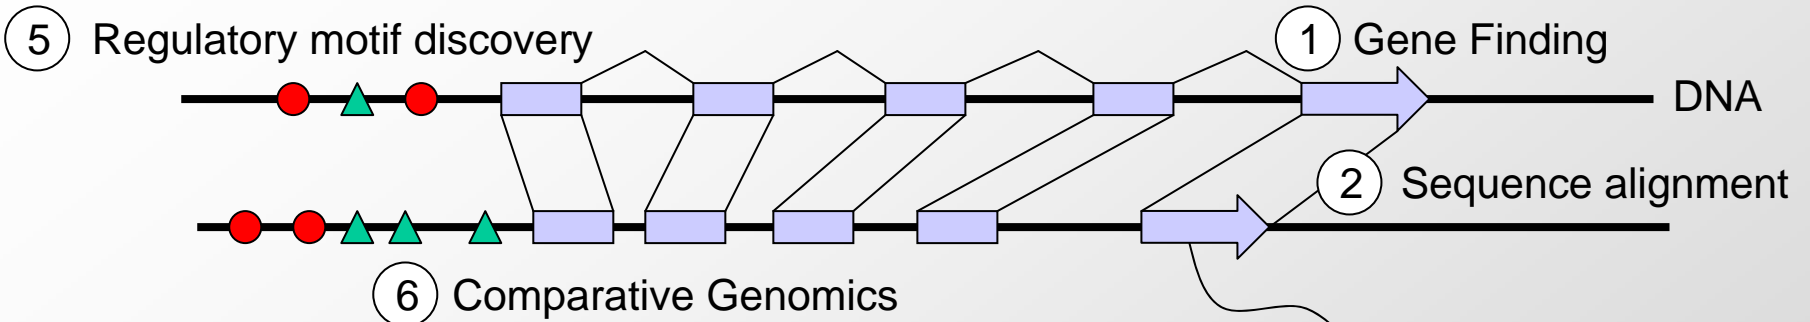 5 Regulatory motif discovery
1 Gene Finding
DNA
2 Sequence alignment
6 Comparative Genomics